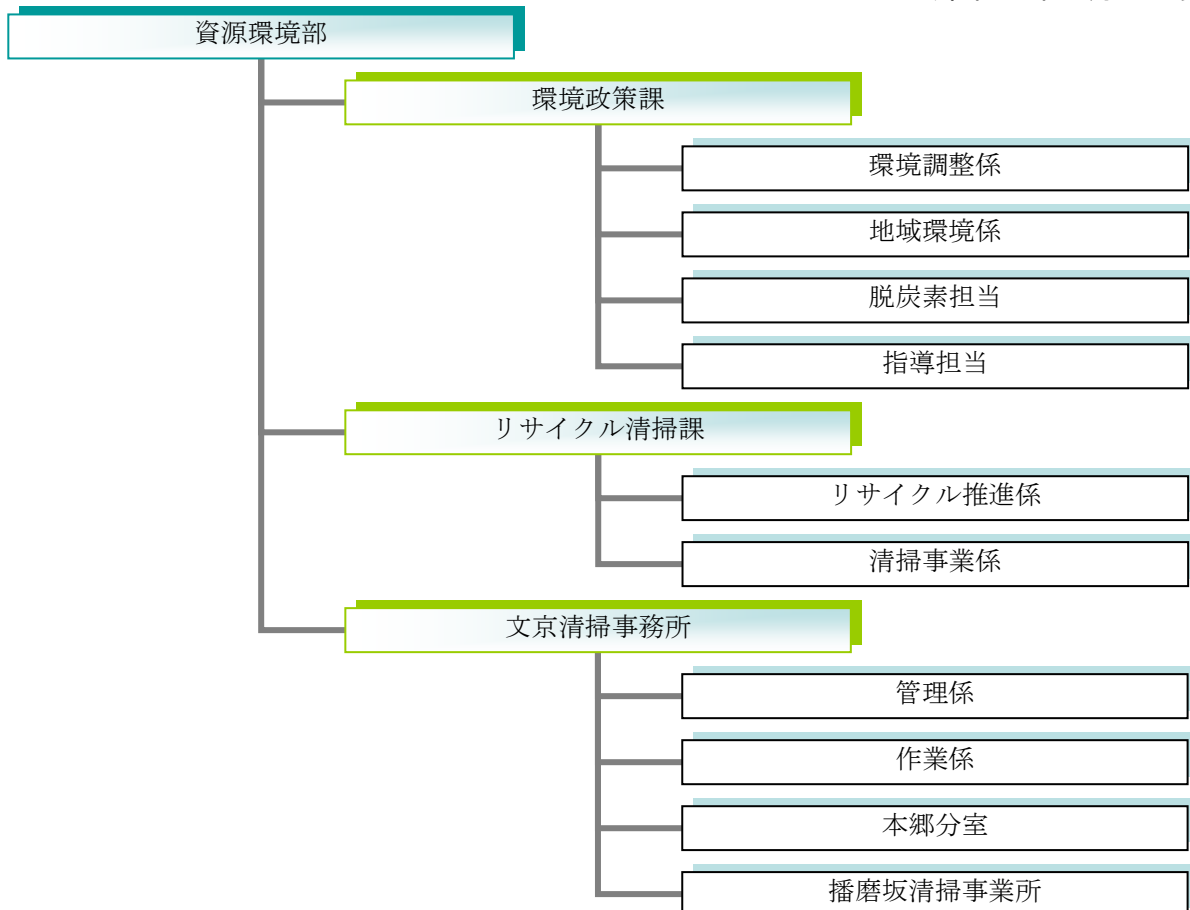 資源環境部
環境政策課
環境調整係
地域環境係
脱炭素担当
指導担当
リサイクル清掃課
リサイクル推進係
清掃事業係
文京清掃事務所
管理係
作業係
本郷分室
播磨坂清掃事業所